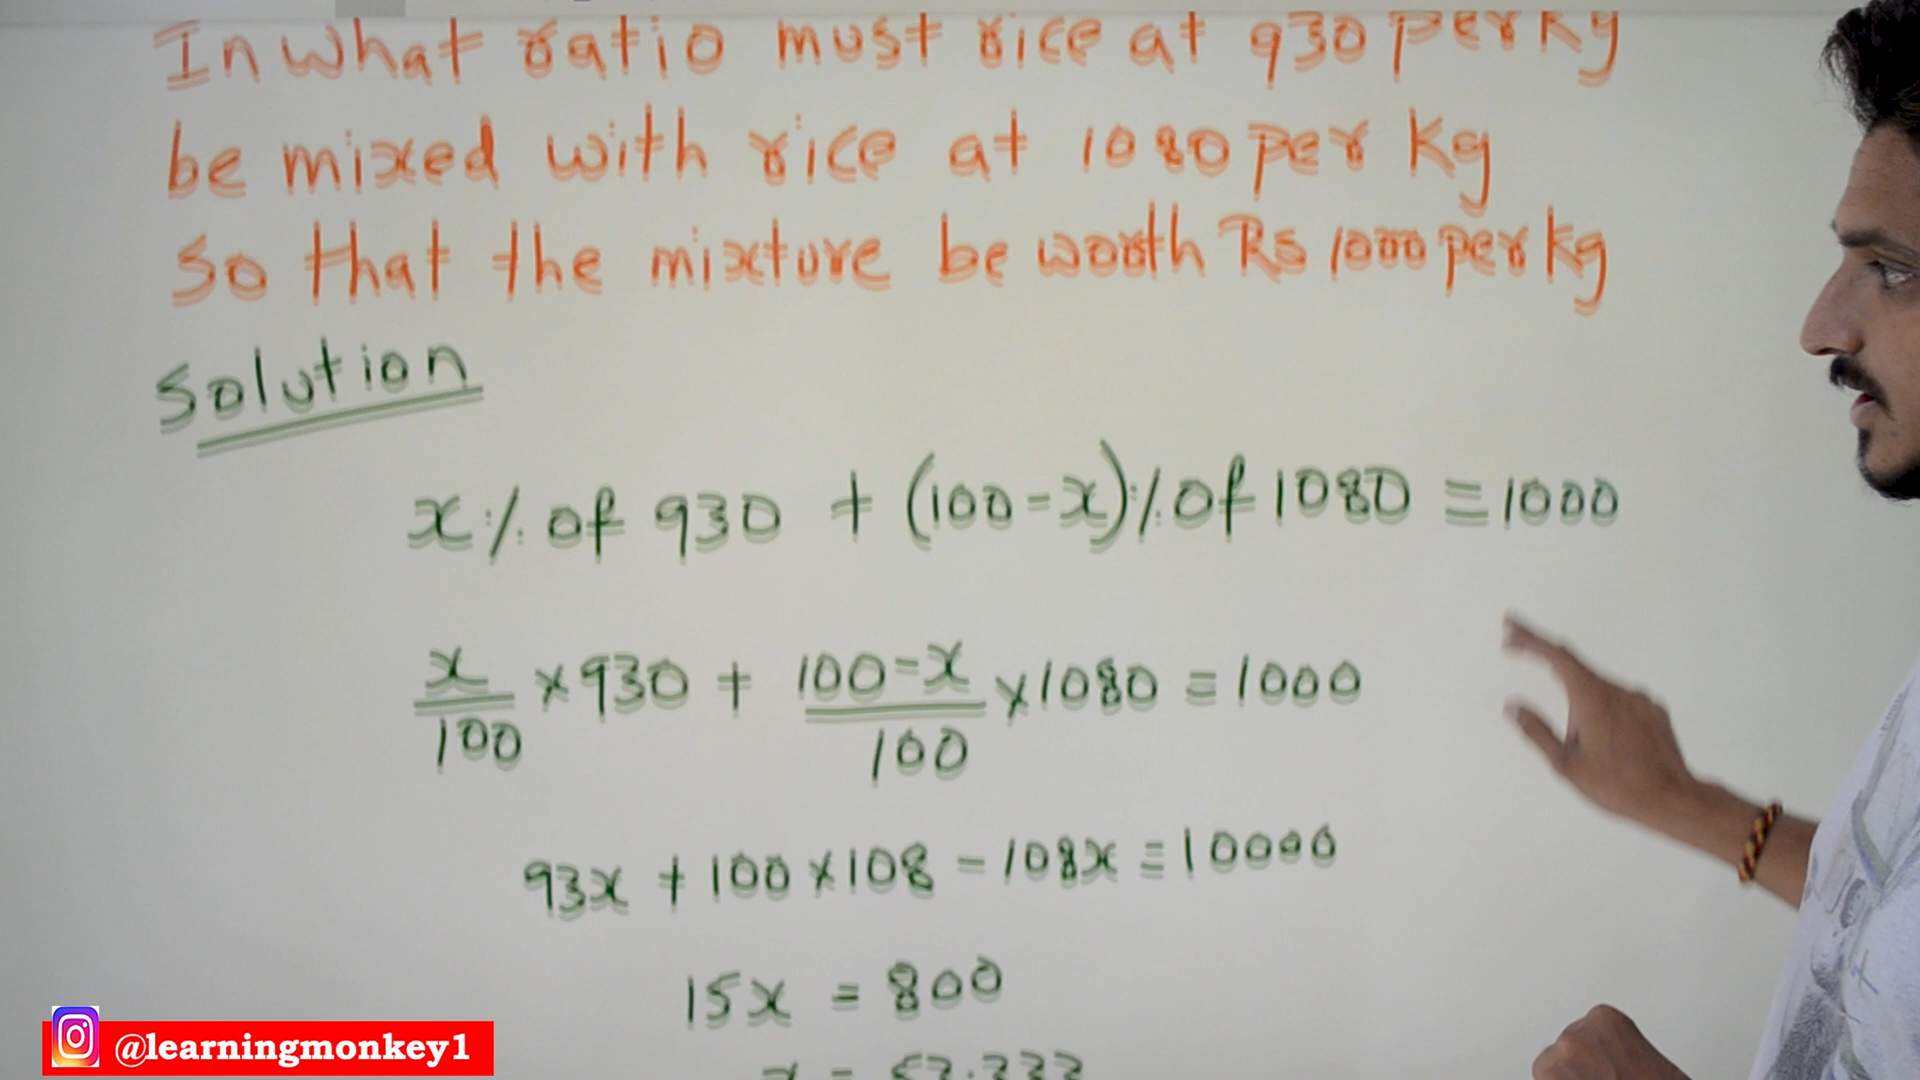 In what ratio must rice at 930 per Kg
be mixed with rice at 1080 per Kg
so that the mixture be worth Rs 1000 per kg
Solution
x% of 930 + (100-x)% of 1080 = 1000
x/100 × 930 + 100-x/100 × 1080 = 1000
93x + 100 × 108 - 108x = 10000
15x = 800
x = 53.333
@learningmonkey1